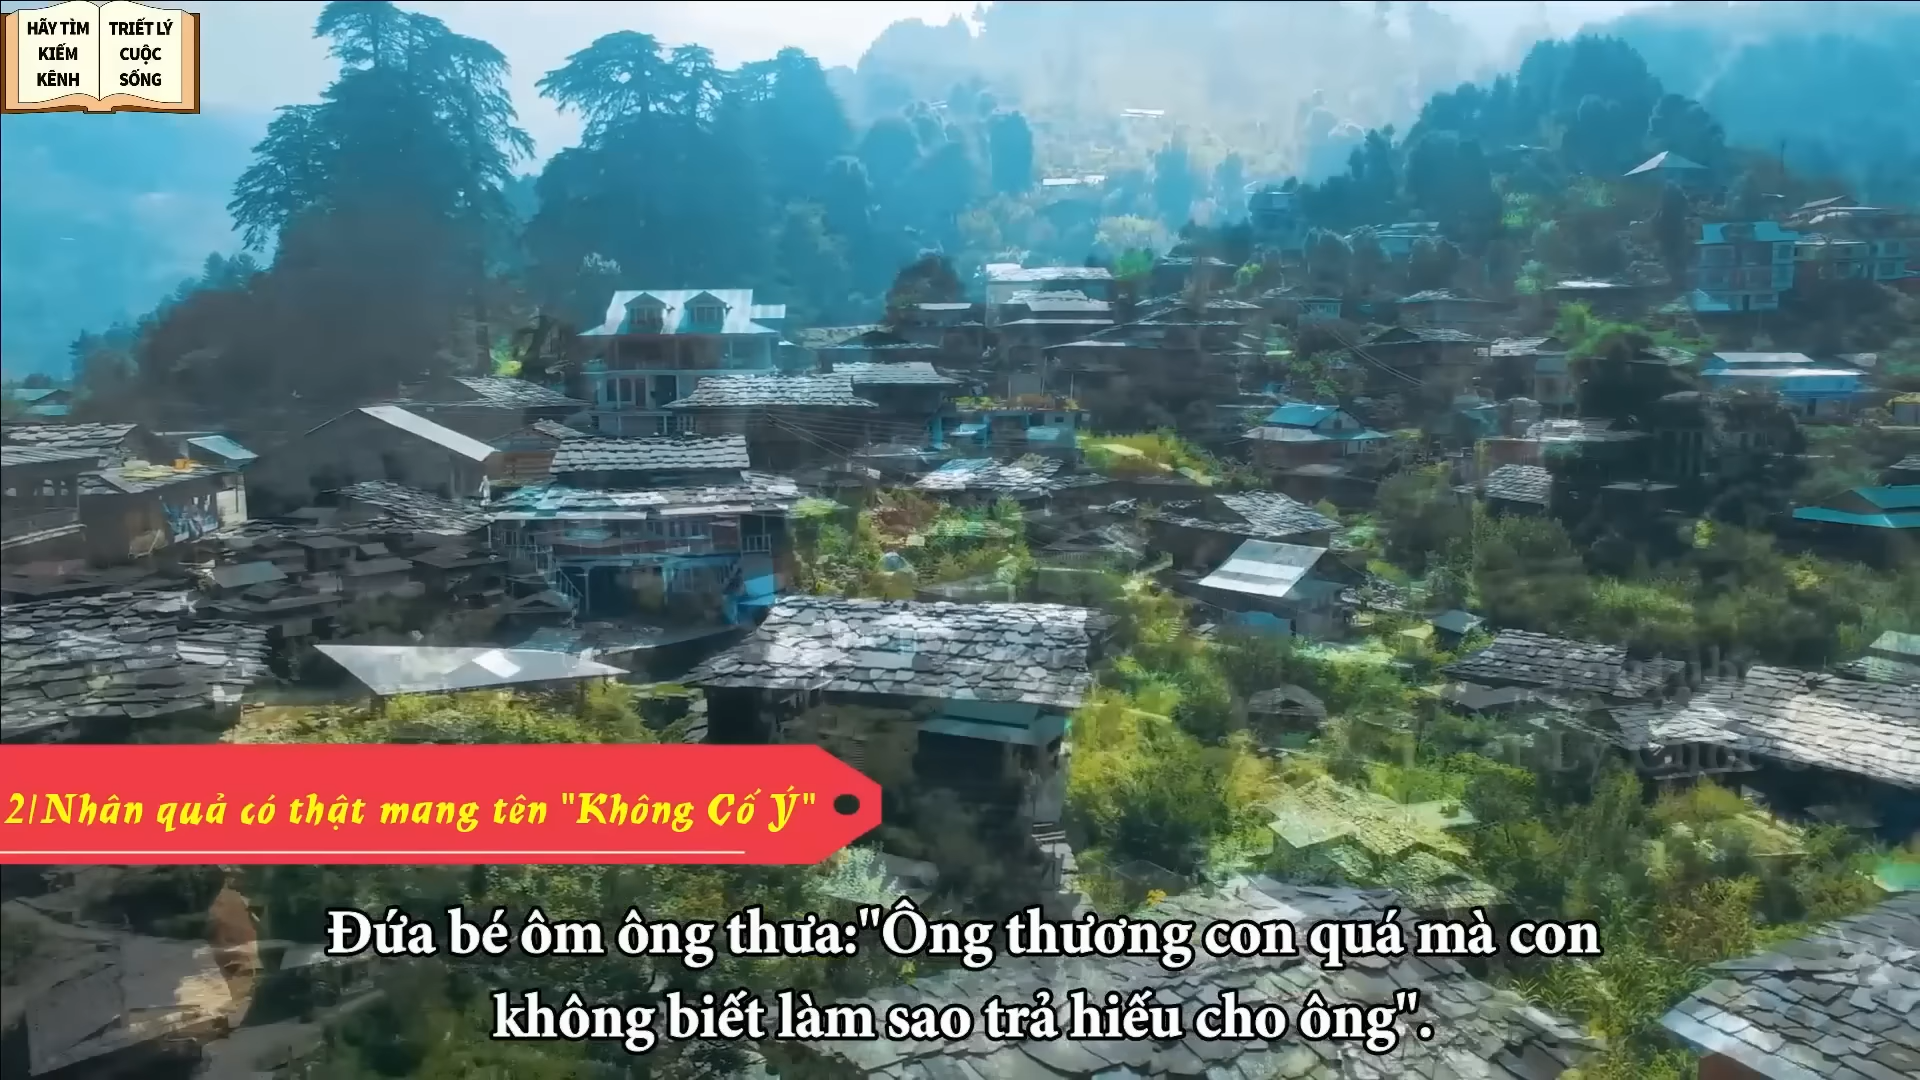 HÃY TÌM
KIẾM
KÊNH
TRIẾT LÝ
CUỘC
SỐNG
2/Nhân quả có thật mang tên "Không Cố Ý"
Đứa bé ôm ông thưa:"Ông thương con quá mà con
không biết làm sao trả hiếu cho ông".